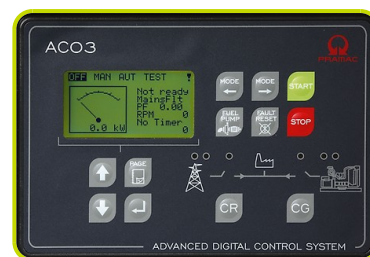 ACO3
PRAMAC
OFF MAN AUT TEST !
Not ready
MainsFlt
PF 0.00
RPM 0
No Timer
0.0 kW 0
MODE
MODE
START
FUEL PUMP
FAULT RESET
STOP
PAGE
CR
CG
ADVANCED DIGITAL CONTROL SYSTEM